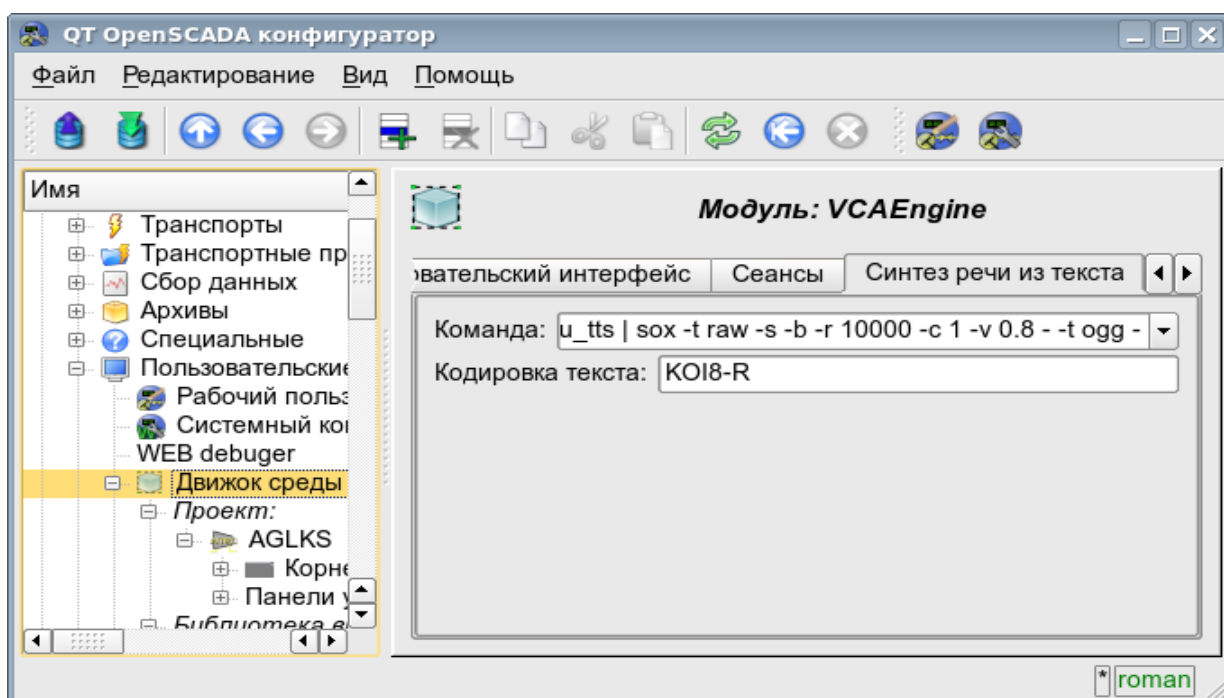 QT OpenSCADA конфигуратор
Файл Редактирование Вид Помощь
Имя
Транспорты
Транспортные пр
Сбор данных
Архивы
Специальные
Пользовательские
Рабочий польз
Системный ко
WEB debuger
Движок среды
Проект:
AGLKS
Корне
Панели у
Библиотека в
Модуль: VCAEngine
овательский интерфейс Сеансы Синтез речи из текста
Команда: u_tts | sox -t raw -s -b -r 10000 -c 1 -v 0.8 - -t ogg -
Кодировка текста: KOI8-R
* roman